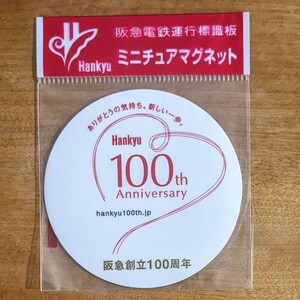 阪急電鉄運行標識板
Hankyu
ミニチュアマグネット
ありがとうの気持ち。新しい一歩。
Hankyu
100th
Anniversary
hankyu100th.jp
阪急創立100周年